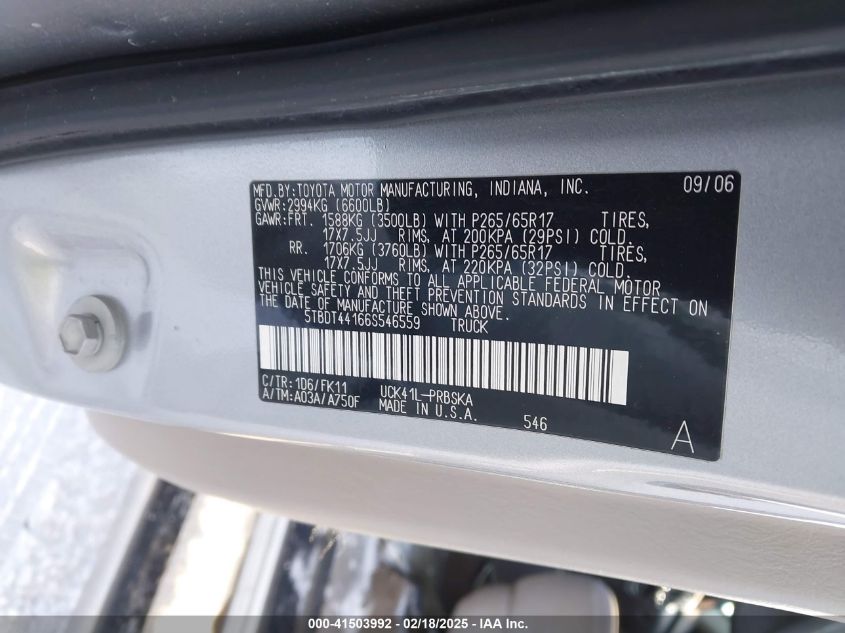 MFD.BY:TOYOTA MOTOR MANUFACTURING, INDIANA, INC. 09/06
GVWR:2994KG (6600LB)
GAWR:FRT. 1588KG (3500LB) WITH P265/65R17 TIRES,
17X7.5JJ RIMS, AT 200KPA (29PSI) COLD.
RR. 1706KG (3760LB) WITH P265/65R17 TIRES,
17X7.5JJ RIMS, AT 220KPA (32PSI) COLD.
THIS VEHICLE CONFORMS TO ALL APPLICABLE FEDERAL MOTOR
VEHICLE SAFETY AND THEFT PREVENTION STANDARDS IN EFFECT ON
THE DATE OF MANUFACTURE SHOWN ABOVE.
5TBDT44166S546559 TRUCK
C/TR:1D6/FK11 UCK41L-PRBSKA
A/TM:A03A/A750F MADE IN U.S.A. 546
A
000-41503992 - 02/18/2025 - IAA Inc.